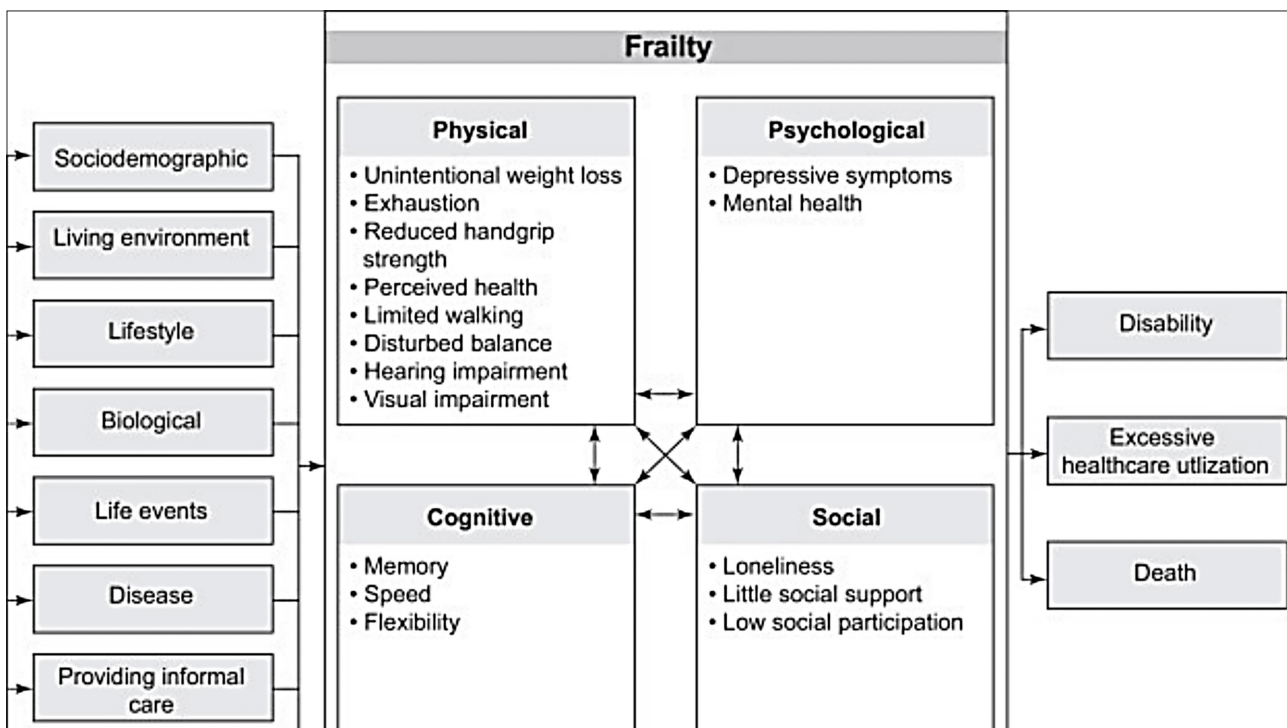 Frailty
Sociodemographic
Living environment
Lifestyle
Biological
Life events
Disease
Providing informal
care
Physical
• Unintentional weight loss
• Exhaustion
• Reduced handgrip
strength
• Perceived health
• Limited walking
• Disturbed balance
• Hearing impairment
• Visual impairment
Psychological
• Depressive symptoms
• Mental health
Cognitive
• Memory
• Speed
• Flexibility
Social
• Loneliness
• Little social support
• Low social participation
Disability
Excessive
healthcare utlization
Death